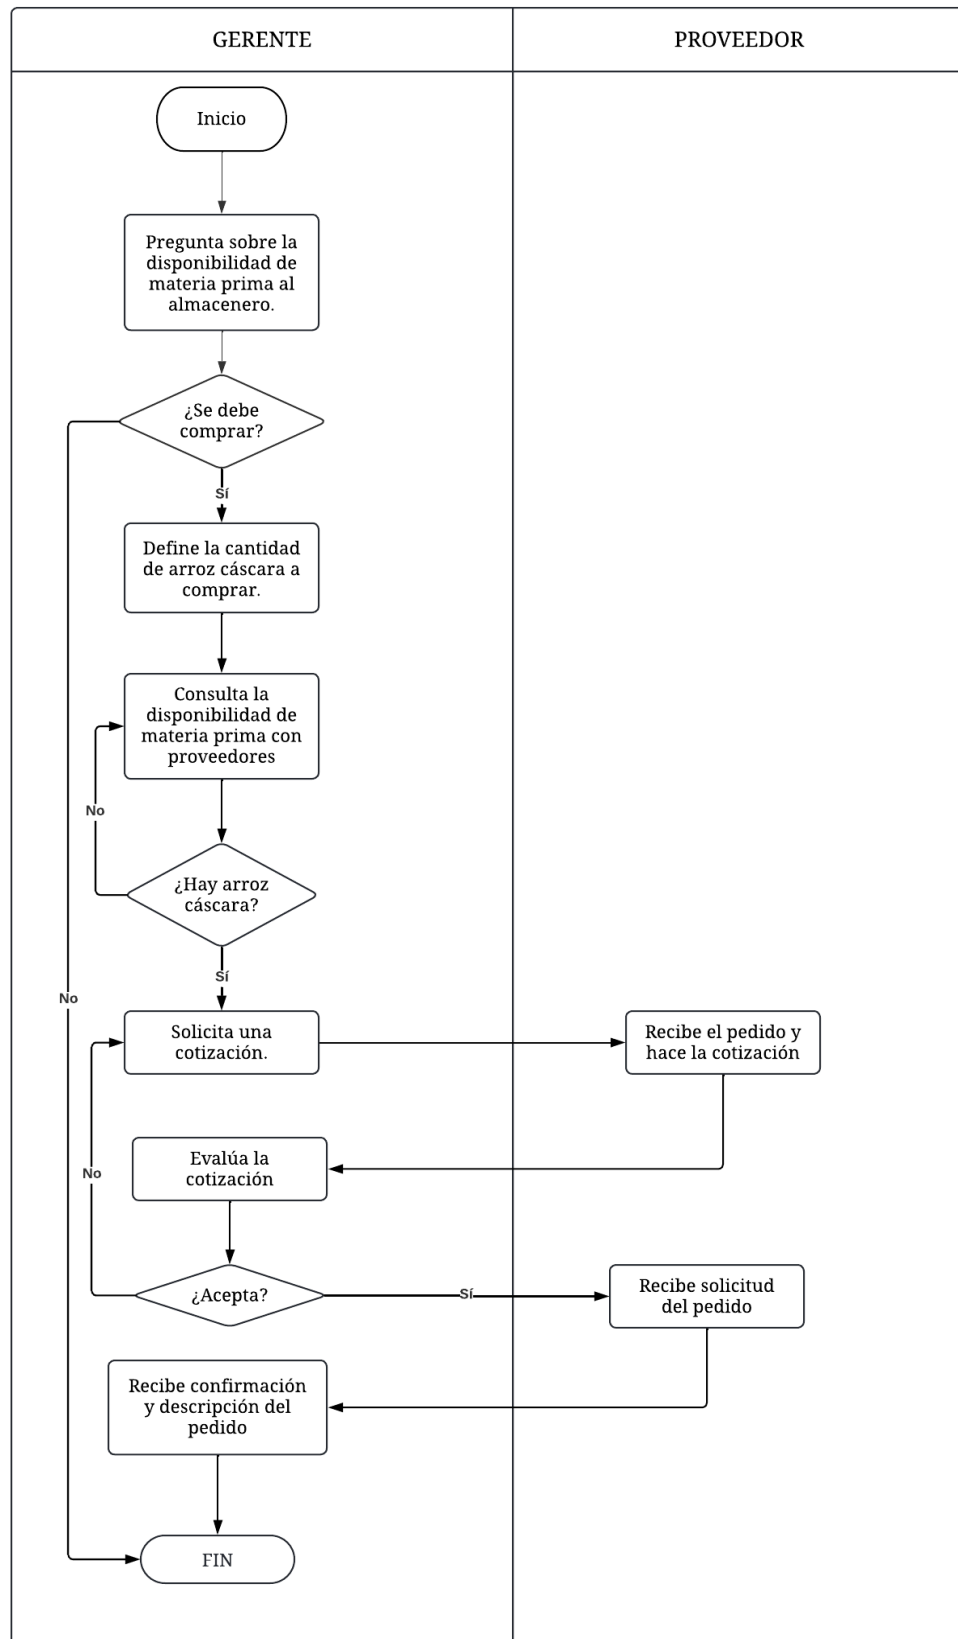 GERENTE
PROVEEDOR
Inicio
Pregunta sobre la
disponibilidad de
materia prima al
almacenero.
¿Se debe
comprar?
Sí
Define la cantidad
de arroz cáscara a
comprar.
Consulta la
disponibilidad de
materia prima con
proveedores
No
¿Hay arroz
cáscara?
Sí
No
Solicita una
cotización.
Recibe el pedido y
hace la cotización
Evalúa la
cotización
No
¿Acepta?
Sí
Recibe solicitud
del pedido
Recibe confirmación
y descripción del
pedido
FIN